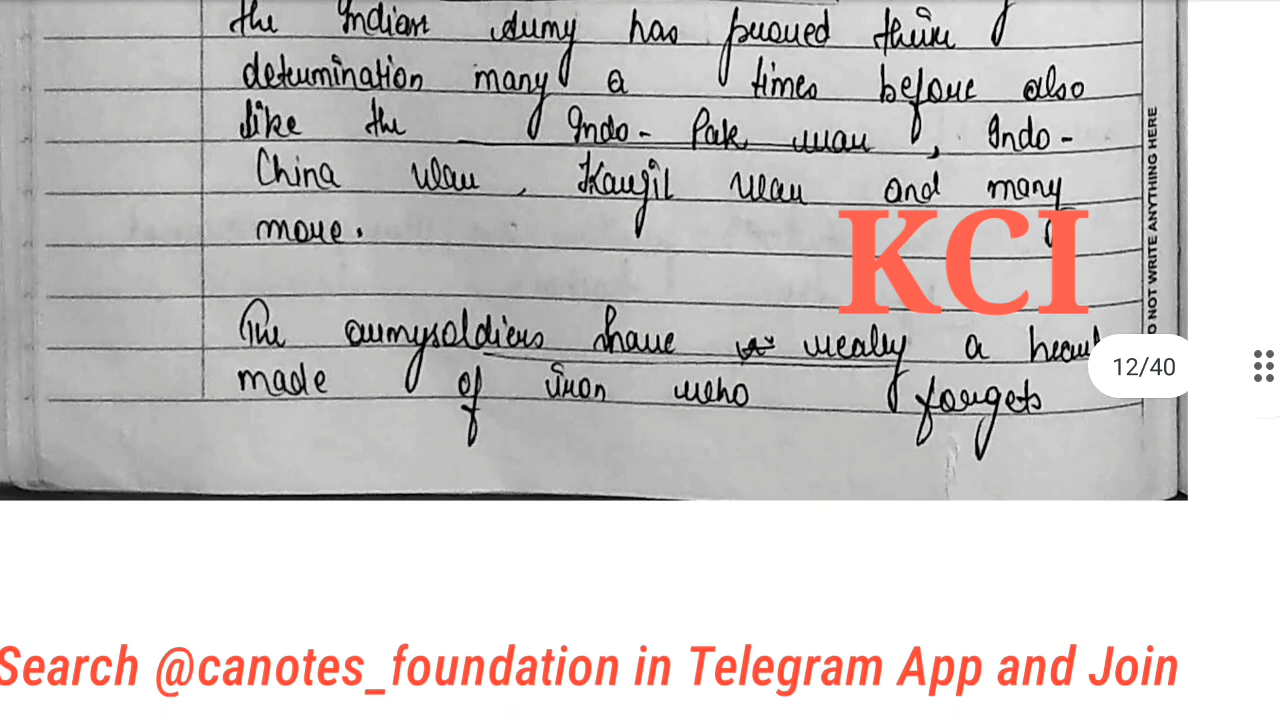 the Indian Army has proved their
determination many a times before also
like the Indo - Pak war, Indo -
China war, Kargil war and many
more.
KCI
The armysoldiers have really a heart
made of iron who forgets
DO NOT WRITE ANYTHING HERE
12/40
Search @canotes_foundation in Telegram App and Join